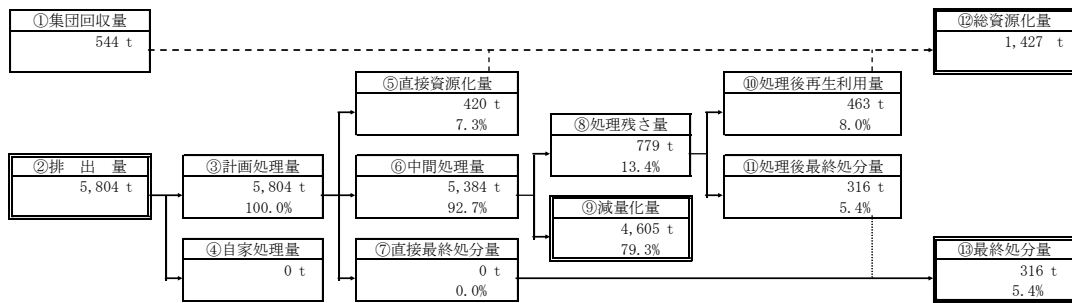 ①集団回収量
544 t
⑫総資源化量
1,427 t
⑤直接資源化量
420 t
7.3%
⑩処理後再生利用量
463 t
8.0%
⑧処理残さ量
779 t
13.4%
②排 出 量
5,804 t
③計画処理量
5,804 t
100.0%
⑥中間処理量
5,384 t
92.7%
⑪処理後最終処分量
316 t
5.4%
⑨減量化量
4,605 t
79.3%
④自家処理量
0 t
⑦直接最終処分量
0 t
0.0%
⑬最終処分量
316 t
5.4%